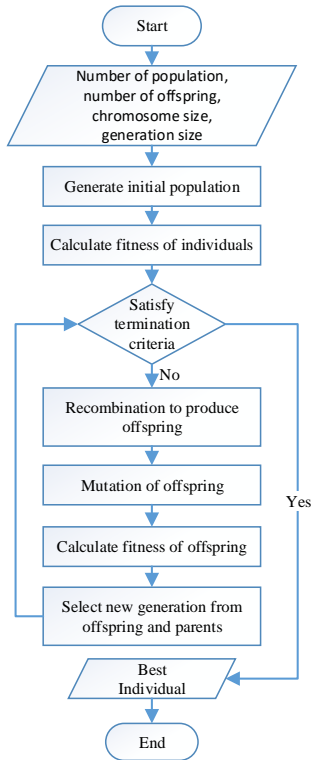 Start
Number of population,
number of offspring,
chromosome size,
generation size
Generate initial population
Calculate fitness of individuals
Satisfy
termination
criteria
No
Recombination to produce
offspring
Mutation of offspring
Yes
Calculate fitness of offspring
Select new generation from
offspring and parents
Best
Individual
End